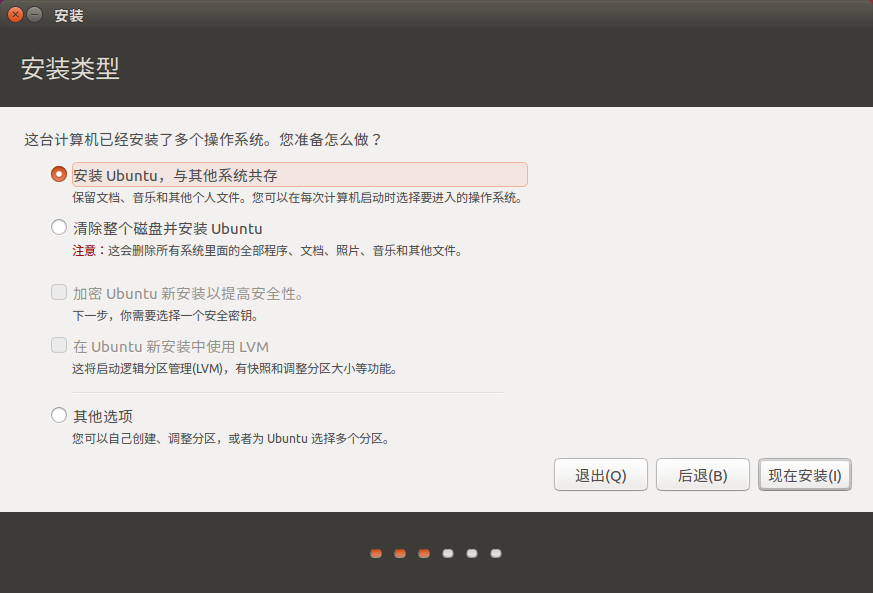 安装
安装类型
这台计算机已经安装了多个操作系统。您准备怎么做？
安装 Ubuntu，与其他系统共存
保留文档、音乐和其他个人文件。您可以在每次计算机启动时选择要进入的操作系统。
清除整个磁盘并安装 Ubuntu
注意：这会删除所有系统里面的全部程序、文档、照片、音乐和其他文件。
加密 Ubuntu 新安装以提高安全性。
下一步，你需要选择一个安全密钥。
在 Ubuntu 新安装中使用 LVM
这将启动逻辑分区管理(LVM)，有快照和调整分区大小等功能。
其他选项
您可以自己创建、调整分区，或者为 Ubuntu 选择多个分区。
退出(Q) 后退(B) 现在安装(I)